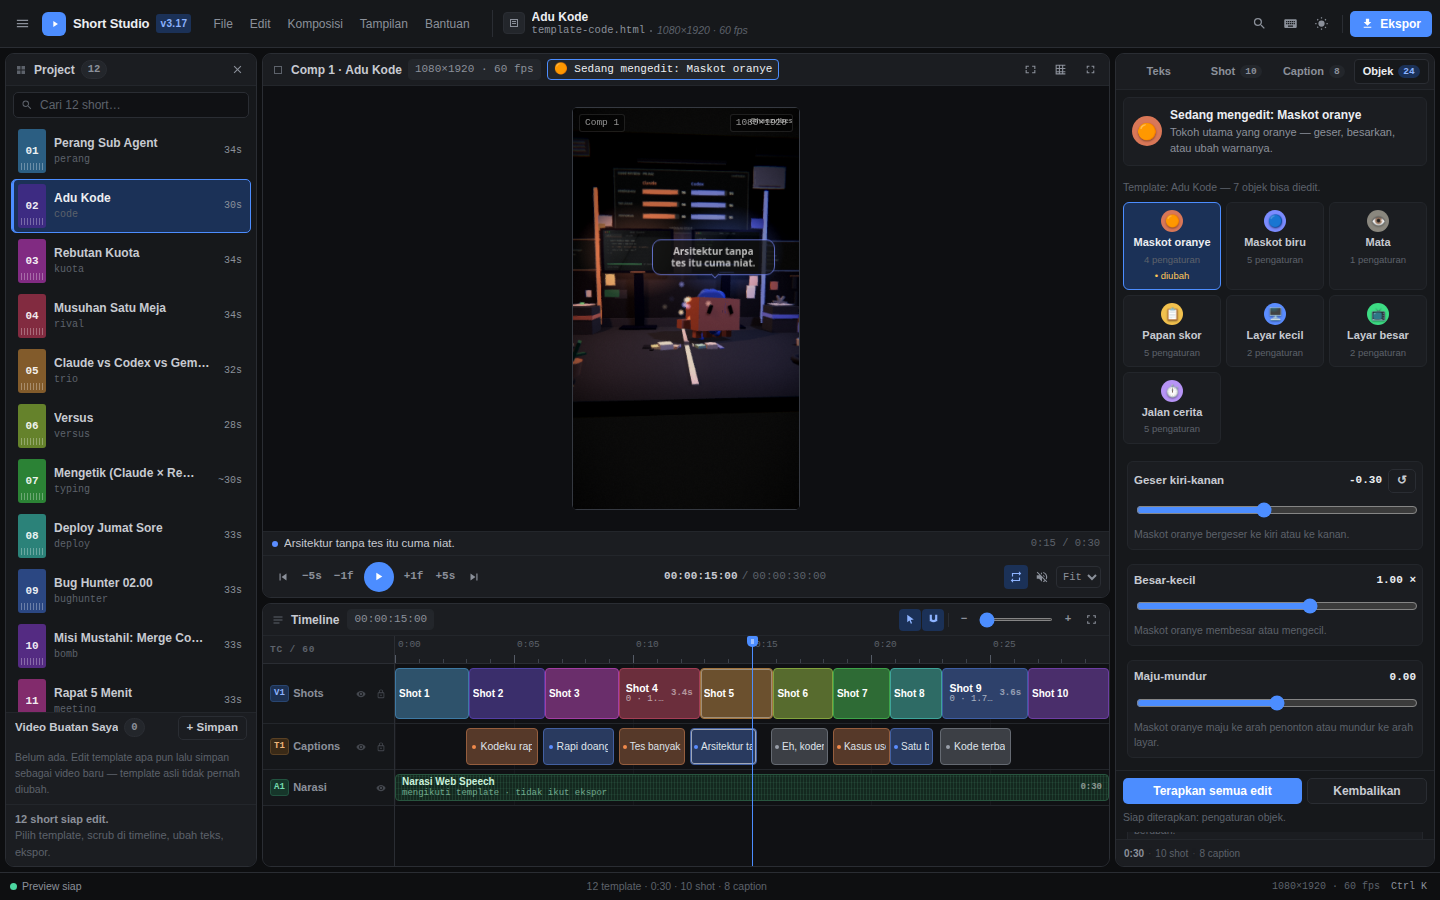 Short Studio v3.17 File Edit Komposisi Tampilan Bantuan
Adu Kode
template-code.html · 1080×1920 · 60 fps
Ekspor
Project 12
Cari 12 short…
01 Perang Sub Agent 34s
perang
02 Adu Kode 30s
code
03 Rebutan Kuota 34s
kuota
04 Musuhan Satu Meja 34s
rival
05 Claude vs Codex vs Gem… 32s
trio
06 Versus 28s
versus
07 Mengetik (Claude × Re… ~30s
typing
08 Deploy Jumat Sore 33s
deploy
09 Bug Hunter 02.00 33s
bughunter
10 Misi Mustahil: Merge Co… 33s
bomb
11 Rapat 5 Menit 33s
meeting
Video Buatan Saya 0 + Simpan
Belum ada. Edit template apa pun lalu simpan
sebagai video baru — template asli tidak pernah
diubah.
12 short siap edit.
Pilih template, scrub di timeline, ubah teks,
ekspor.
Comp 1 · Adu Kode 1080×1920 · 60 fps Sedang mengedit: Maskot oranye
Comp 1
1080×1920
Arsitektur tanpa
tes itu cuma niat.
Arsitektur tanpa tes itu cuma niat. 0:15 / 0:30
−5s −1f +1f +5s 00:00:15:00 / 00:00:30:00 Fit
Timeline 00:00:15:00 − +
TC / 60 0:00 0:05 0:10 0:15 0:20 0:25
V1 Shots Shot 1 Shot 2 Shot 3 Shot 4 3.4s Shot 5 Shot 6 Shot 7 Shot 8 Shot 9 3.6s Shot 10
0 · 1.… 0 · 1.7…
T1 Captions Kodeku rap Rapi doang Tes banyak Arsitektur ta Eh, koder Kasus us Satu b Kode terba
A1 Narasi Narasi Web Speech 0:30
mengikuti template · tidak ikut ekspor
Teks Shot 10 Caption 8 Objek 24
Sedang mengedit: Maskot oranye
Tokoh utama yang oranye — geser, besarkan,
atau ubah warnanya.
Template: Adu Kode — 7 objek bisa diedit.
Maskot oranye Maskot biru Mata
4 pengaturan 5 pengaturan 1 pengaturan
• diubah
Papan skor Layar kecil Layar besar
5 pengaturan 2 pengaturan 2 pengaturan
Jalan cerita
5 pengaturan
Geser kiri-kanan -0.30 ↺
Maskot oranye bergeser ke kiri atau ke kanan.
Besar-kecil 1.00 ×
Maskot oranye membesar atau mengecil.
Maju-mundur 0.00
Maskot oranye maju ke arah penonton atau mundur ke arah
layar.
Terapkan semua edit Kembalikan
Siap diterapkan: pengaturan objek.
0:30 · 10 shot · 8 caption
Preview siap 12 template · 0:30 · 10 shot · 8 caption 1080×1920 · 60 fps Ctrl K